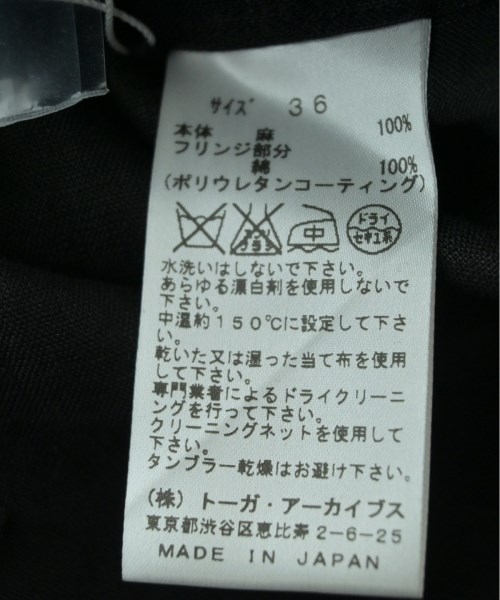 サイズ 36
本体 麻 100%
フリンジ部分
綿 100%
(ポリウレタンコーティング)
中
ドライ
セキユ系
水洗いはしないで下さい。
あらゆる漂白剤を使用しないで
下さい。
中温約150℃に設定して下さ
い。
乾いた又は湿った当て布を使用
して下さい。
専門業者によるドライクリーニ
ングを行って下さい。
クリーニングネットを使用して
下さい。
タンブラー乾燥はお避け下さい。
(株) トーガ・アーカイブス
東京都渋谷区恵比寿2-6-25
MADE IN JAPAN